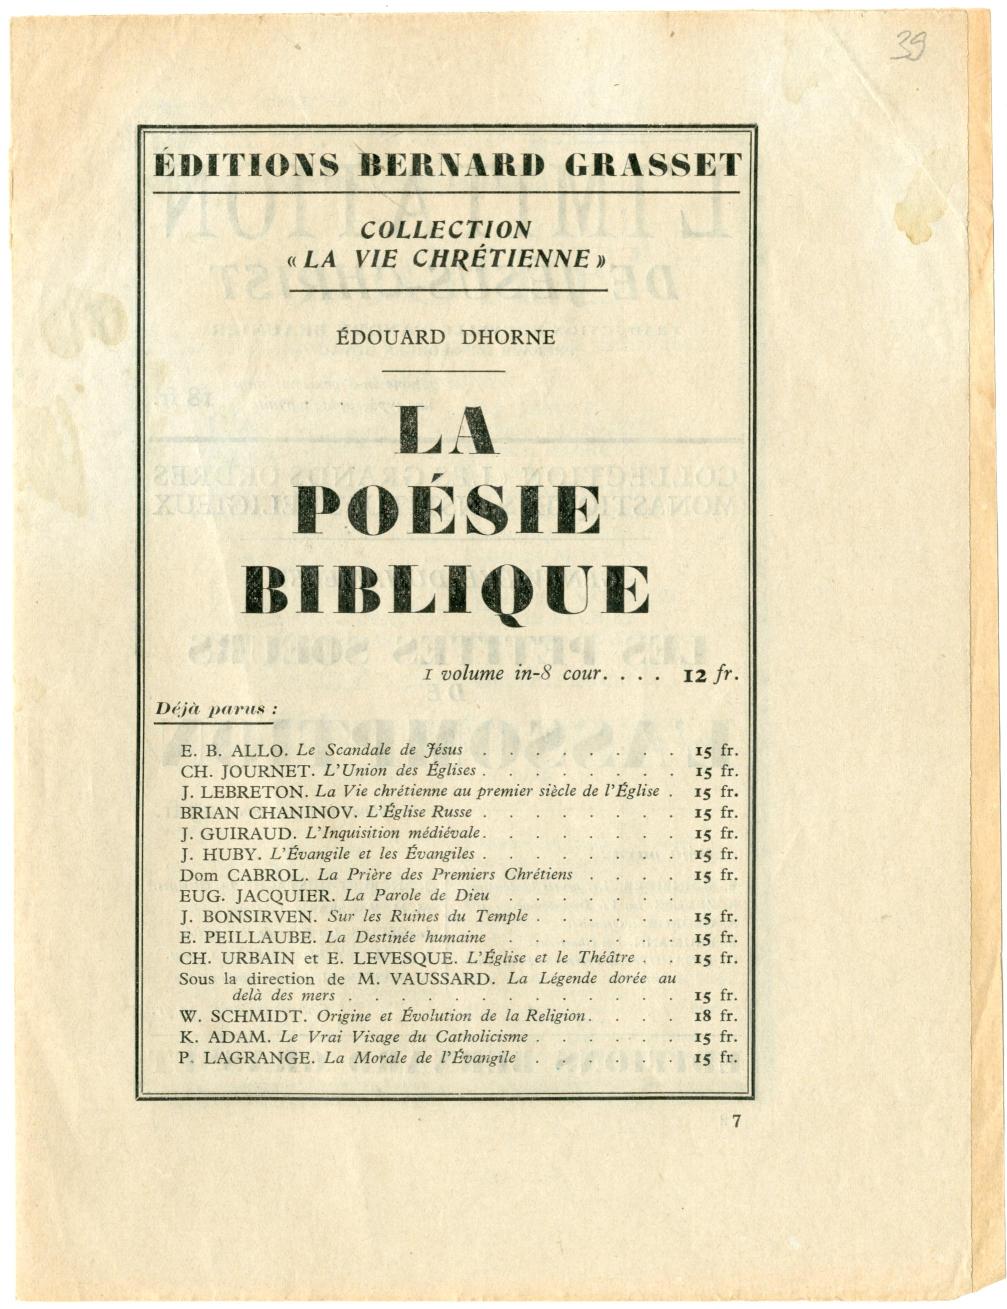 39
ÉDITIONS BERNARD GRASSET
COLLECTION
« LA VIE CHRÉTIENNE »
ÉDOUARD DHORNE
LA
POÉSIE
BIBLIQUE
1 volume in-8 cour. . . . 12 fr.
Déjà parus :
E. B. ALLO. Le Scandale de Jésus . . . . . . . . 15 fr.
CH. JOURNET. L'Union des Églises . . . . . . . . 15 fr.
J. LEBRETON. La Vie chrétienne au premier siècle de l'Église . 15 fr.
BRIAN CHANINOV. L'Église Russe . . . . . . . . 15 fr.
J. GUIRAUD. L'Inquisition médiévale . . . . . . . . 15 fr.
J. HUBY. L'Évangile et les Évangiles . . . . . . . . 15 fr.
Dom CABROL. La Prière des Premiers Chrétiens . . . . 15 fr.
EUG. JACQUIER. La Parole de Dieu . . . . . . .
J. BONSIRVEN. Sur les Ruines du Temple . . . . . . 15 fr.
E. PEILLAUBE. La Destinée humaine . . . . . . . 15 fr.
CH. URBAIN et E. LEVESQUE. L'Église et le Théâtre . . 15 fr.
Sous la direction de M. VAUSSARD. La Légende dorée au
delà des mers . . . . . . . . . . . . . 15 fr.
W. SCHMIDT. Origine et Évolution de la Religion . . . . 18 fr.
K. ADAM. Le Vrai Visage du Catholicisme . . . . . . 15 fr.
P. LAGRANGE. La Morale de l'Évangile . . . . . . 15 fr.
7